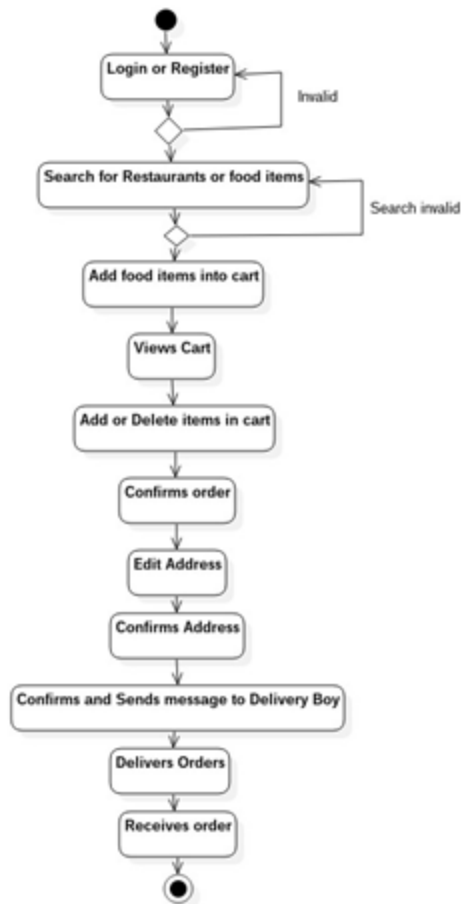 Login or Register
Invalid
Search for Restaurants or food items
Search invalid
Add food items into cart
Views Cart
Add or Delete items in cart
Confirms order
Edit Address
Confirms Address
Confirms and Sends message to Delivery Boy
Delivers Orders
Receives order